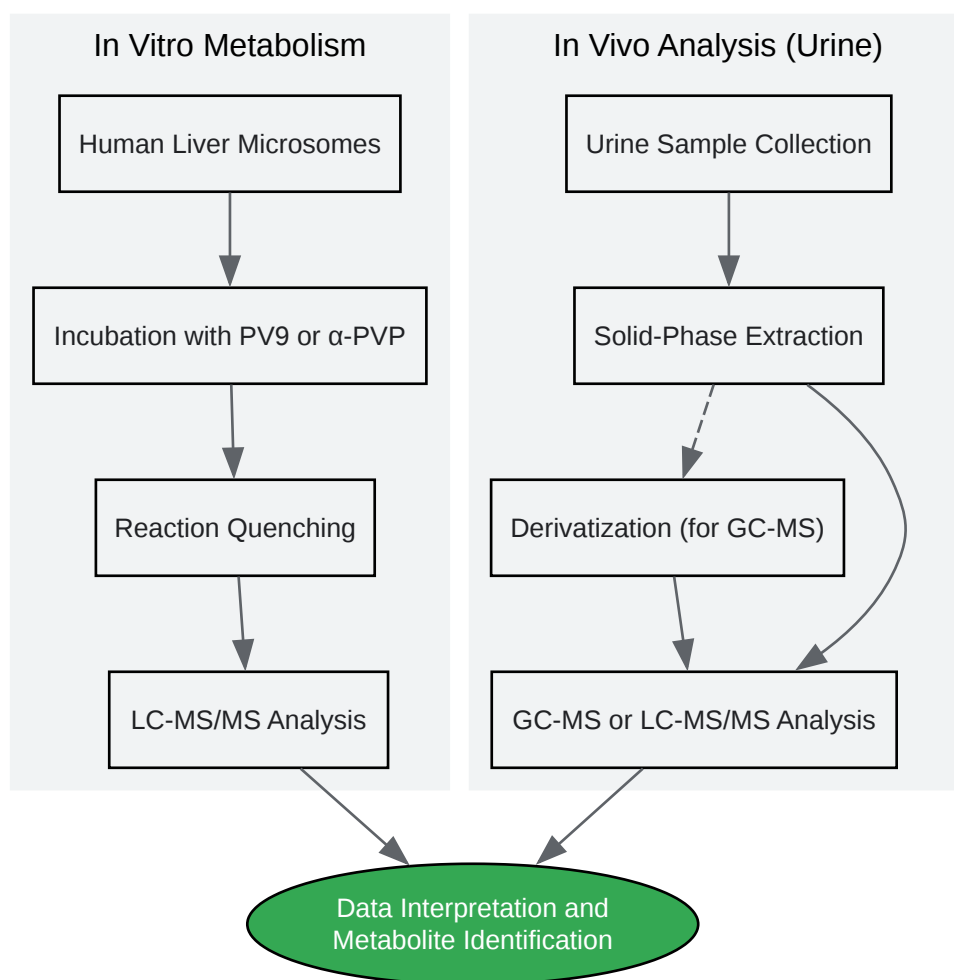 In Vitro Metabolism
Human Liver Microsomes
Incubation with PV9 or α-PVP
Reaction Quenching
LC-MS/MS Analysis
In Vivo Analysis (Urine)
Urine Sample Collection
Solid-Phase Extraction
Derivatization (for GC-MS)
GC-MS or LC-MS/MS Analysis
Data Interpretation and
Metabolite Identification